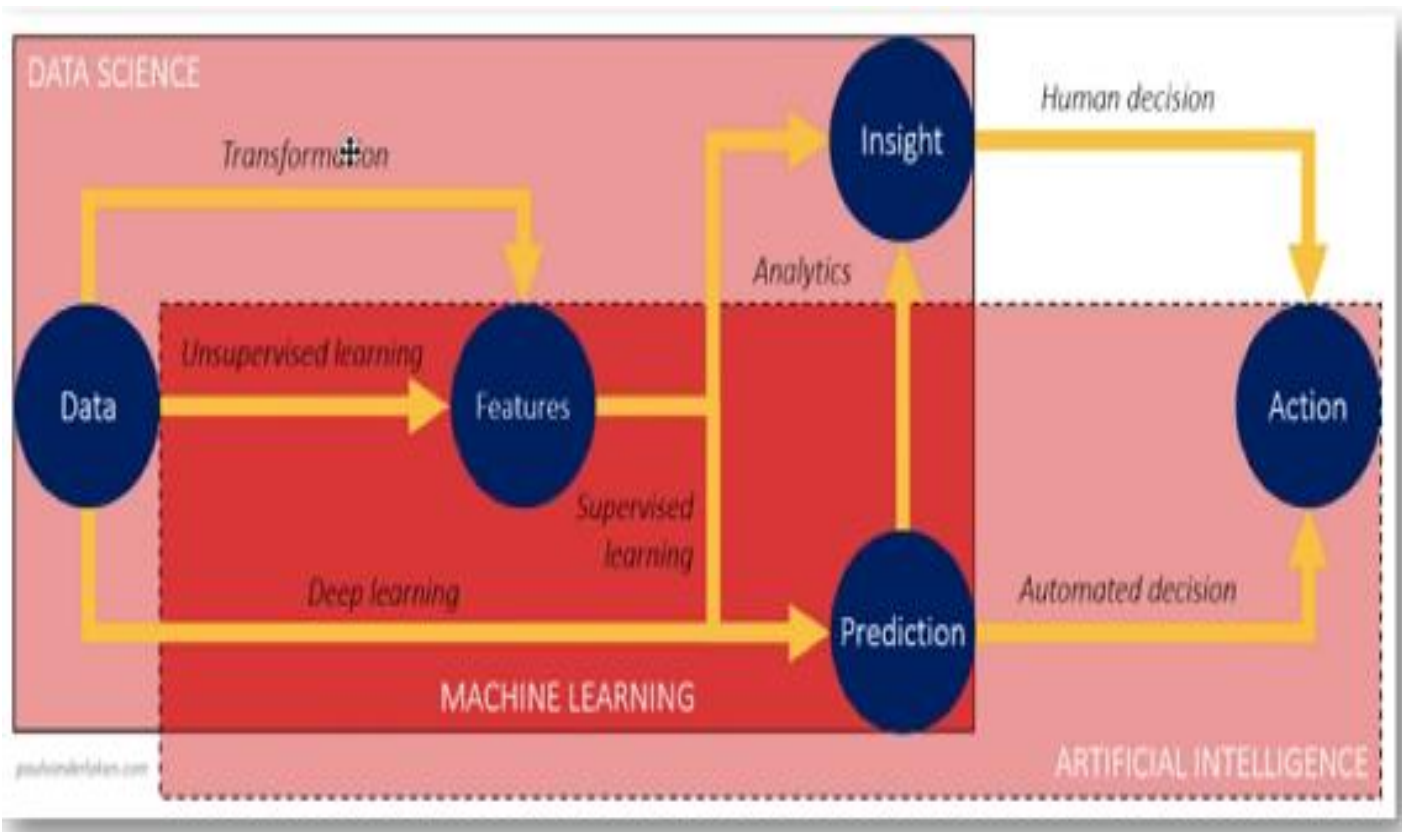 DATA SCIENCE
Human decision
Transformation
Insight
Analytics
Unsupervised learning
Data
Features
Action
Supervised
learning
Deep learning
Automated decision
Prediction
MACHINE LEARNING
ARTIFICIAL INTELLIGENCE